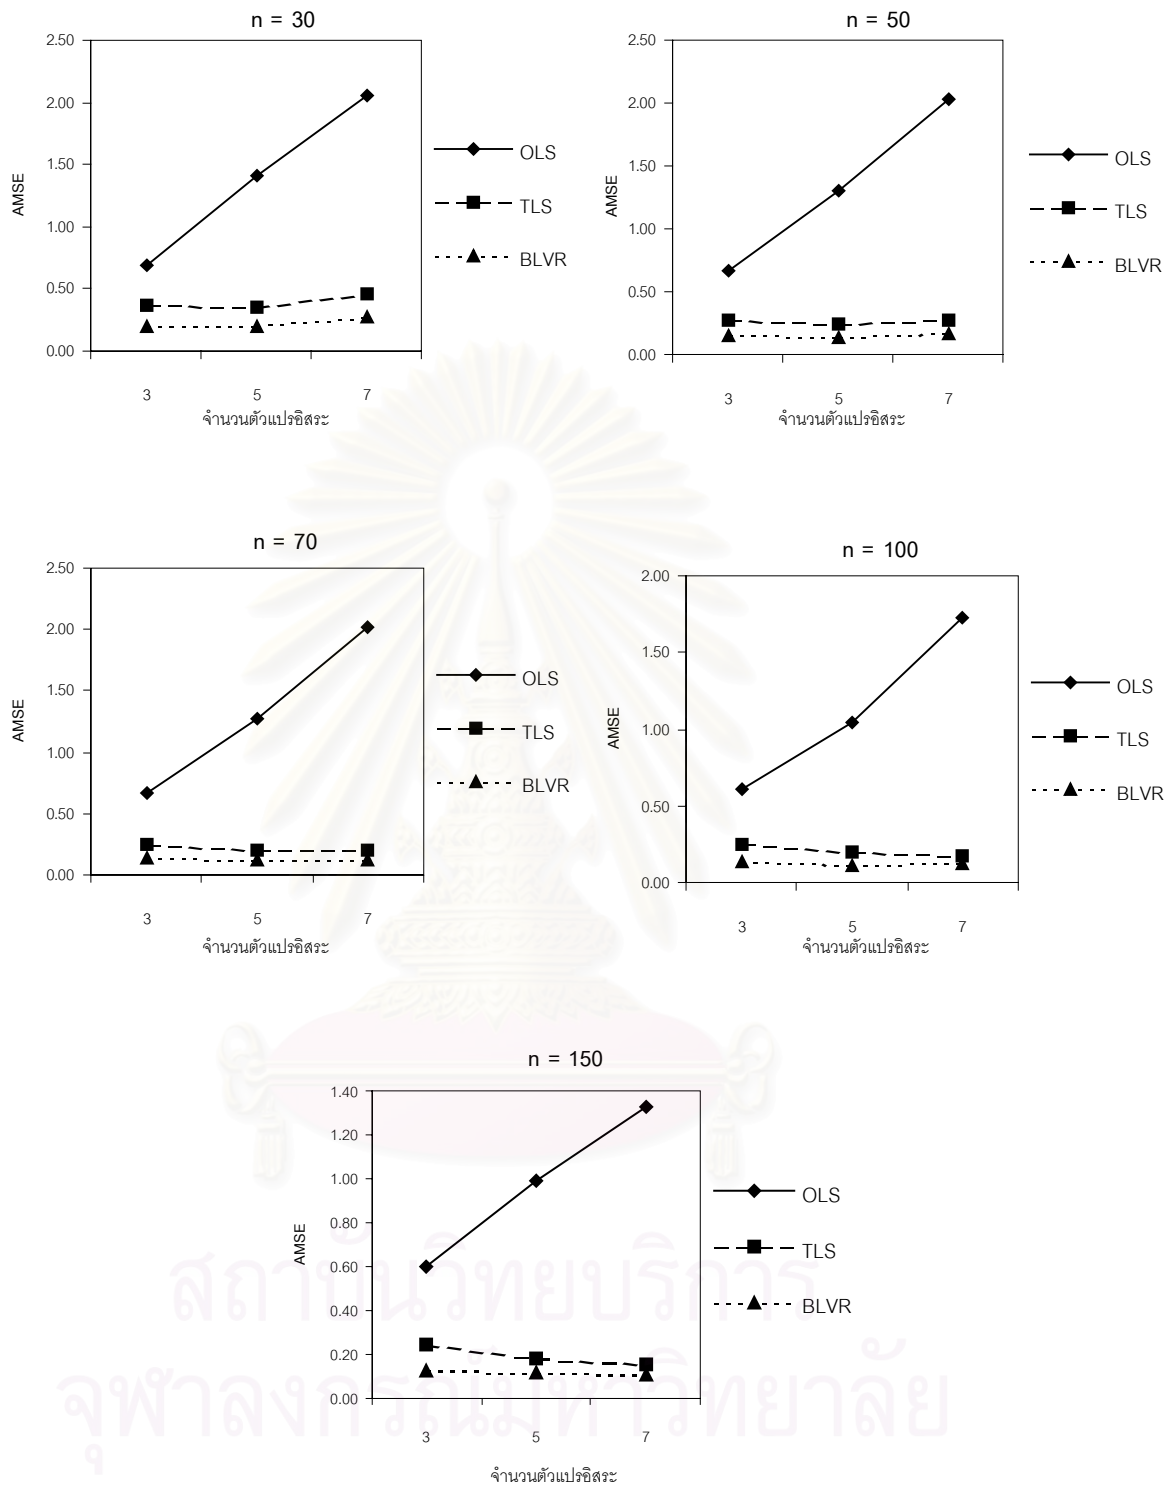 n = 30
2.50
2.00
1.50
1.00
0.50
0.00
AMSE
3 5 7
จำนวนตัวแปรอิสระ
OLS
TLS
BLVR
n = 50
2.50
2.00
1.50
1.00
0.50
0.00
AMSE
3 5 7
จำนวนตัวแปรอิสระ
OLS
TLS
BLVR
n = 70
2.50
2.00
1.50
1.00
0.50
0.00
AMSE
3 5 7
จำนวนตัวแปรอิสระ
OLS
TLS
BLVR
n = 100
2.00
1.50
1.00
0.50
0.00
AMSE
3 5 7
จำนวนตัวแปรอิสระ
OLS
TLS
BLVR
n = 150
1.40
1.20
1.00
0.80
0.60
0.40
0.20
0.00
AMSE
3 5 7
จำนวนตัวแปรอิสระ
OLS
TLS
BLVR
สถาบันวิทยบริการ
จุฬาลงกรณ์มหาวิทยาลัย